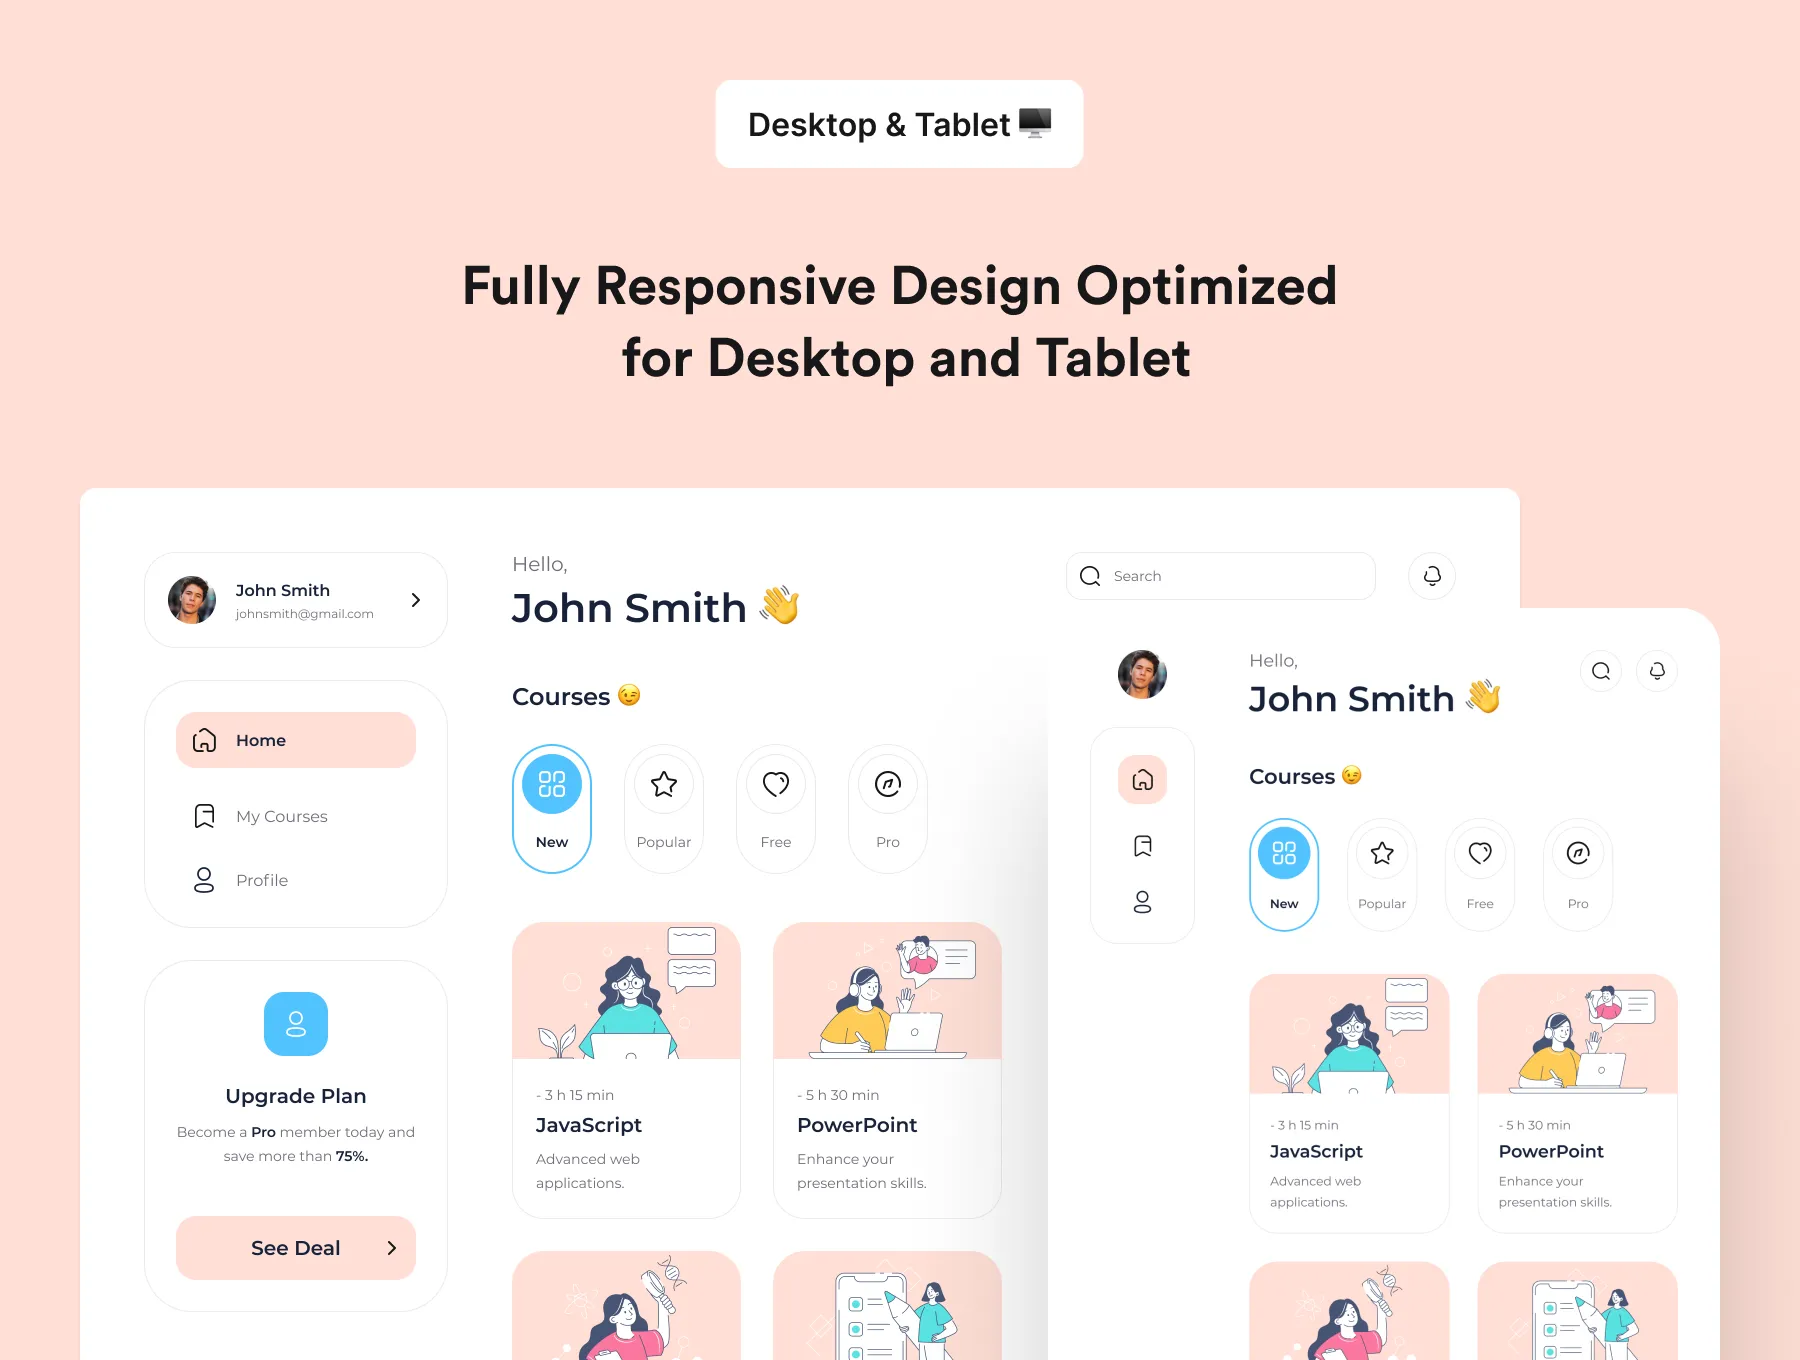 Desktop & Tablet 🖥️
Fully Responsive Design Optimized
for Desktop and Tablet
John Smith
johnsmith@gmail.com
Home
My Courses
Profile
Upgrade Plan
Become a Pro member today and
save more than 75%.
See Deal
Hello,
John Smith 👋
Search
Courses 😉
New
Popular
Free
Pro
- 3 h 15 min
JavaScript
Advanced web
applications.
- 5 h 30 min
PowerPoint
Enhance your
presentation skills.
Hello,
John Smith 👋
Courses 😉
New
Popular
Free
Pro
- 3 h 15 min
JavaScript
Advanced web
applications.
- 5 h 30 min
PowerPoint
Enhance your
presentation skills.